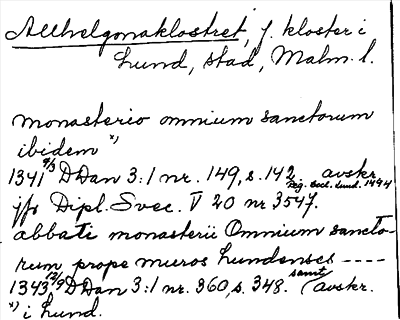 Allhelgonaklostret, f. kloster i
Lund, stad, Malm. l.
monasterio omnium sanctorum
ibidem x)
1341 9/3 DDan 3:1 nr. 149, s. 142 avskr.
Reg. eccl. Lund. 1494
jfr Dipl. Svec. V 20 nr 3547.
abbati monasterii Omnium sancto-
rum prope muros Lundenses ----
1343 12/9 DDan 3:1 nr. 360, s. 348. samt. avskr.
x) i Lund.